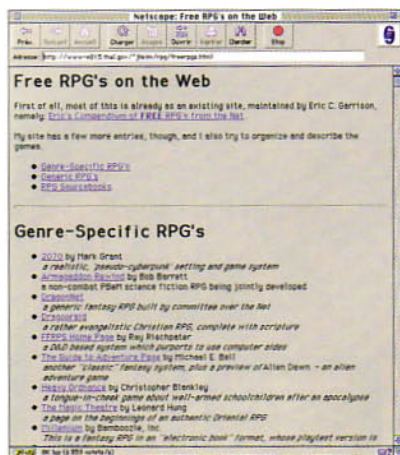 Netscape: Free RPG's on the Web
Charger
Ouvrir
Chercher
Stop
Free RPG's on the Web
First of all, most of this is already as an existing site, maintained by Eric C. Garrison,
namely: Eric's Compendium of FREE RPG's from the Net.
My site has a few more entries, though, and I also try to organize and describe the
games.
Genre-Specific RPG's
Generic RPG's
RPG Sourcebooks
Genre-Specific RPG's
2070 by Mark Grant
a realistic, 'pseudo-cyberpunk' setting and game system
Armageddon Rewind by Bob Barrett
a non-combat PBeM science fiction RPG being jointly developed
DragonNet
a generic fantasy RPG built by committee over the Net
Dragonraid
a rather evangelistic Christian RPG, complete with scripture
FFRPG Home Page by Ray Riechpater
a D&D based system which purports to use computer aides
The Guide to Adventure Page by Michael E. Bell
another "classic" fantasy system, plus a preview of Alien Dawn - an alien
adventure game
Heavy Ordnance by Christopher Blankley
a tongue-in-cheek game about well-armed schoolchildren after an apocalypse
The Magic Theatre by Leonard Hung
a page on the beginnings of an authentic Oriental RPG
Millenium by Bamboozle, Inc.
This is a fantasy RPG in an "electronic book" format, whose playtest version is